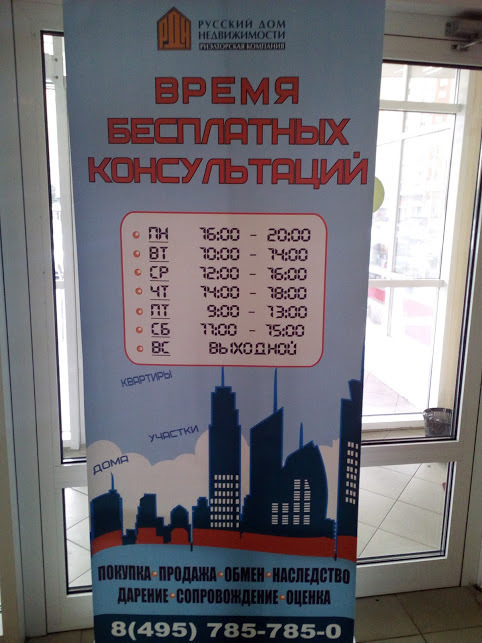 РДН
РУССКИЙ ДОМ
НЕДВИЖИМОСТИ
РИЭЛТОРСКАЯ КОМПАНИЯ
ВРЕМЯ
БЕСПЛАТНЫХ
КОНСУЛЬТАЦИЙ
ПН 16:00 - 20:00
ВТ 10:00 - 14:00
СР 12:00 - 16:00
ЧТ 14:00 - 18:00
ПТ 9:00 - 13:00
СБ 11:00 - 15:00
ВС ВЫХОДНОЙ
КВАРТИРЫ
УЧАСТКИ
ДОМА
ПОКУПКА•ПРОДАЖА•ОБМЕН•НАСЛЕДСТВО
ДАРЕНИЕ•СОПРОВОЖДЕНИЕ•ОЦЕНКА
8(495) 785-785-0